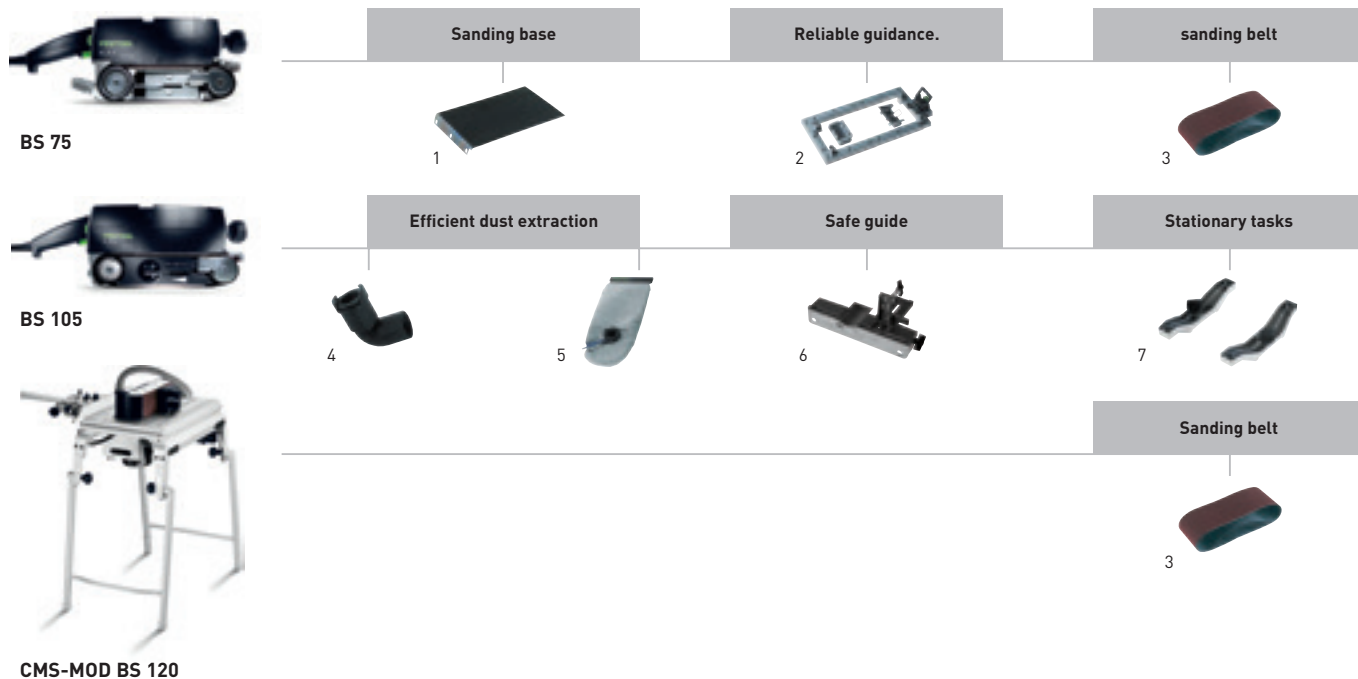 Sanding base
Reliable guidance.
sanding belt
BS 75
1
2
3
Efficient dust extraction
Safe guide
Stationary tasks
BS 105
4
5
6
7
Sanding belt
3
CMS-MOD BS 120